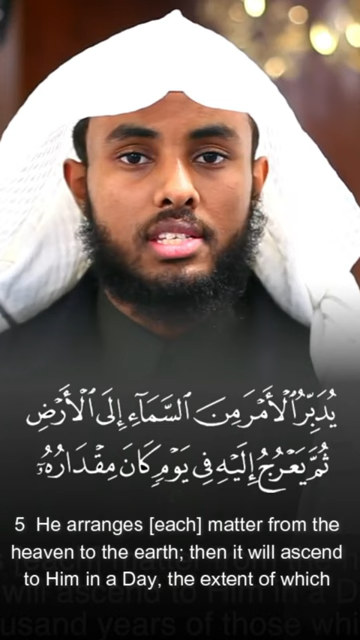 يُدَبِّرُ ٱلْأَمْرَ مِنَ ٱلسَّمَآءِ إِلَى ٱلْأَرْضِ
ثُمَّ يَعْرُجُ إِلَيْهِ فِى يَوْمٍ كَانَ مِقْدَارُهُۥٓ
5 He arranges [each] matter from the
heaven to the earth; then it will ascend
to Him in a Day, the extent of which